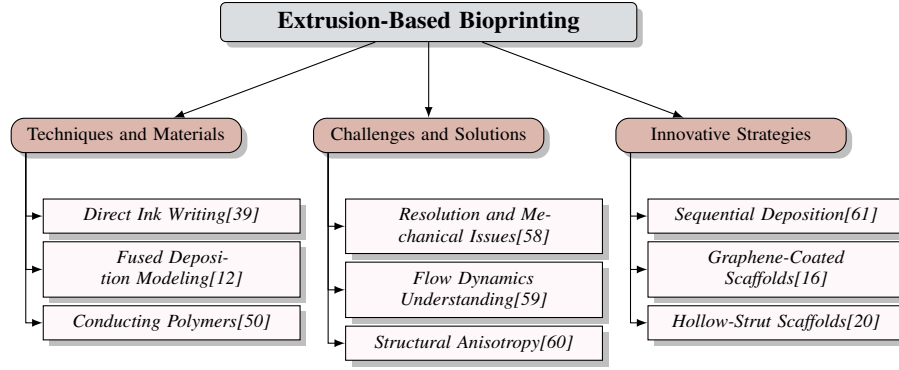 Extrusion-Based Bioprinting
Techniques and Materials
Direct Ink Writing[39]
Fused Deposi-
tion Modeling[12]
Conducting Polymers[50]
Challenges and Solutions
Resolution and Me-
chanical Issues[58]
Flow Dynamics
Understanding[59]
Structural Anisotropy[60]
Innovative Strategies
Sequential Deposition[61]
Graphene-Coated
Scaffolds[16]
Hollow-Strut Scaffolds[20]